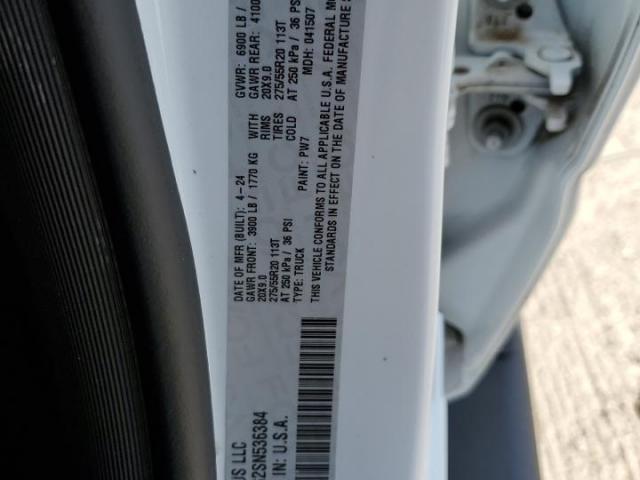 US LLC
DATE OF MFR (BUILT): 4-24 GVWR: 6900 LB /
GAWR FRONT: 3900 LB / 1770 KG WITH GAWR REAR: 4100
20X9.0 RIMS 20X9.0
275/55R20 113T TIRES 275/55R20 113T
AT 250 kPa / 36 PSI COLD AT 250 kPa / 36 PSI
TYPE: TRUCK PAINT: PW7 MDH: 041507
THIS VEHICLE CONFORMS TO ALL APPLICABLE U.S.A. FEDERAL
STANDARDS IN EFFECT ON THE DATE OF MANUFACTURE
2SN536384
IN: U.S.A.